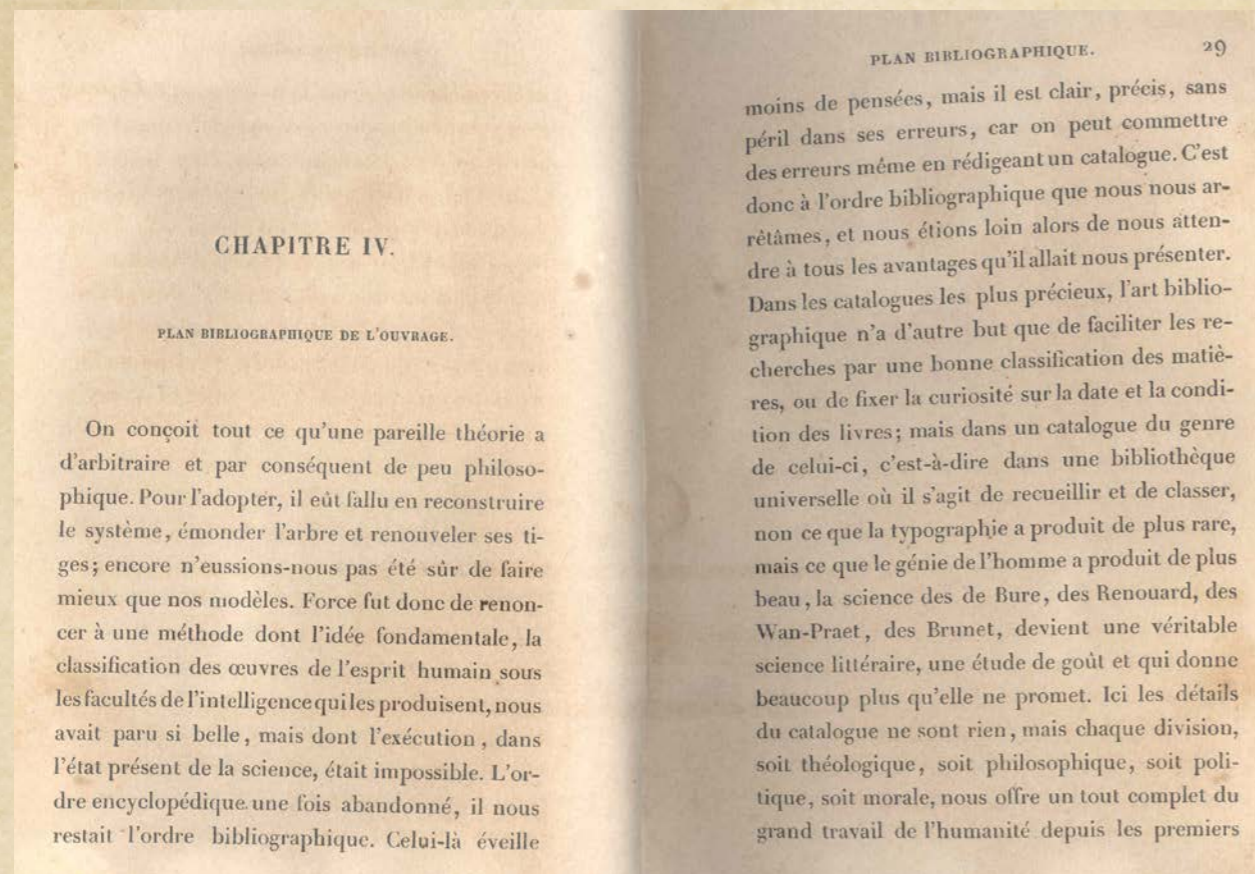 CHAPITRE IV.
PLAN BIBLIOGRAPHIQUE DE L'OUVRAGE.
On conçoit tout ce qu'une pareille théorie a
d'arbitraire et par conséquent de peu philoso-
phique. Pour l'adopter, il eût fallu en reconstruire
le système, émonder l'arbre et renouveler ses ti-
ges; encore n'eussions-nous pas été sûr de faire
mieux que nos modèles. Force fut donc de renon-
cer à une méthode dont l'idée fondamentale, la
classification des œuvres de l'esprit humain sous
les facultés de l'intelligence qui les produisent, nous
avait paru si belle, mais dont l'exécution, dans
l'état présent de la science, était impossible. L'or-
dre encyclopédique une fois abandonné, il nous
restait l'ordre bibliographique. Celui-là éveille
PLAN BIBLIOGRAPHIQUE. 29
moins de pensées, mais il est clair, précis, sans
péril dans ses erreurs, car on peut commettre
des erreurs même en rédigeant un catalogue. C'est
donc à l'ordre bibliographique que nous nous ar-
rêtâmes, et nous étions loin alors de nous atten-
dre à tous les avantages qu'il allait nous présenter.
Dans les catalogues les plus précieux, l'art biblio-
graphique n'a d'autre but que de faciliter les re-
cherches par une bonne classification des matiè-
res, ou de fixer la curiosité sur la date et la condi-
tion des livres; mais dans un catalogue du genre
de celui-ci, c'est-à-dire dans une bibliothèque
universelle où il s'agit de recueillir et de classer,
non ce que la typographie a produit de plus rare,
mais ce que le génie de l'homme a produit de plus
beau, la science des de Bure, des Renouard, des
Wan-Praet, des Brunet, devient une véritable
science littéraire, une étude de goût et qui donne
beaucoup plus qu'elle ne promet. Ici les détails
du catalogue ne sont rien, mais chaque division,
soit théologique, soit philosophique, soit poli-
tique, soit morale, nous offre un tout complet du
grand travail de l'humanité depuis les premiers